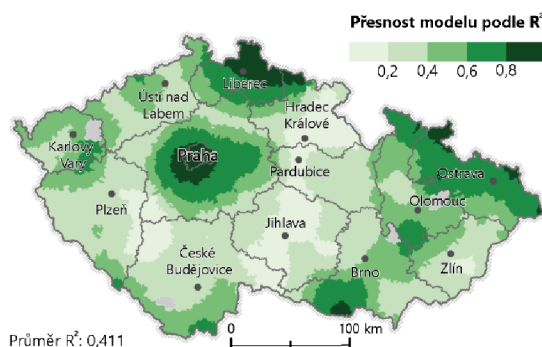 Přesnost modelu podle R²
0,2 0,4 0,6 0,8
Liberec
Ústí nad
Labem
Hradec
Králové
Karlovy
Vary
Praha
Pardubice
Ostrava
Plzeň
Olomouc
Jihlava
České
Budějovice
Brno
Zlín
Průměr R²: 0,411
0 100 km